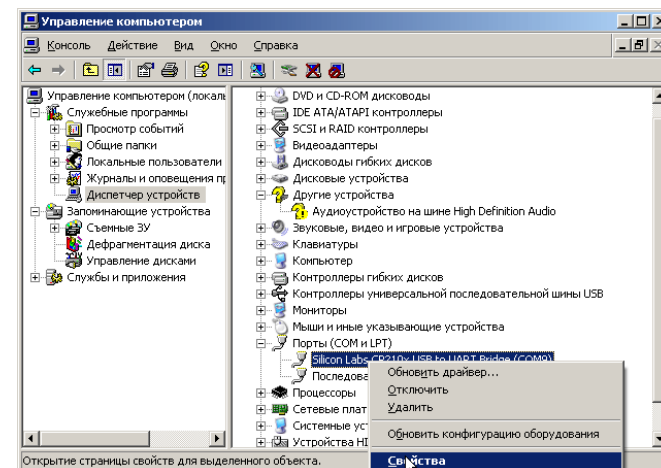 Управление компьютером
Консоль Действие Вид Окно Справка
Управление компьютером (локаль
Служебные программы
Просмотр событий
Общие папки
Локальные пользователи
Журналы и оповещения пр
Диспетчер устройств
Запоминающие устройства
Съемные ЗУ
Дефрагментация диска
Управление дисками
Службы и приложения
DVD и CD-ROM дисководы
IDE ATA/ATAPI контроллеры
SCSI и RAID контроллеры
Видеоадаптеры
Дисководы гибких дисков
Дисковые устройства
Другие устройства
Аудиоустройство на шине High Definition Audio
Звуковые, видео и игровые устройства
Клавиатуры
Компьютер
Контроллеры гибких дисков
Контроллеры универсальной последовательной шины USB
Мониторы
Мыши и иные указывающие устройства
Порты (COM и LPT)
Silicon Labs CP210x USB to UART Bridge (COM9)
Последова
Процессоры
Сетевые плат
Системные ус
Устройства HI
Обновить драйвер...
Отключить
Удалить
Обновить конфигурацию оборудования
Свойства
Открытие страницы свойств для выделенного объекта.